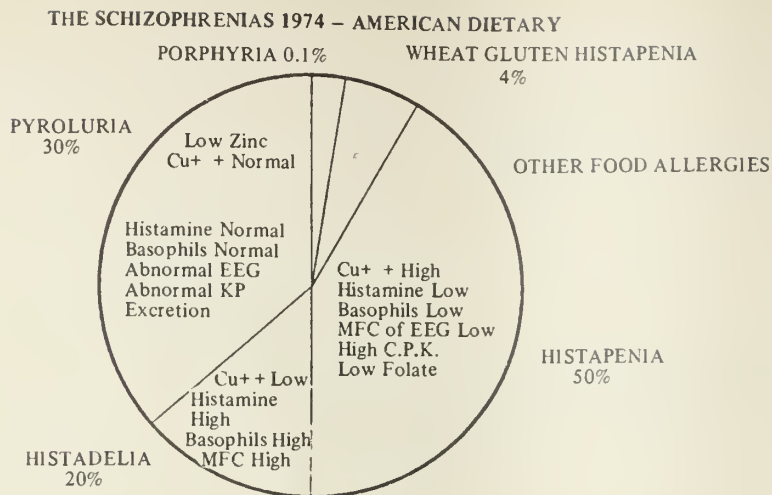 THE SCHIZOPHRENIAS 1974 – AMERICAN DIETARY
PORPHYRIA 0.1%
WHEAT GLUTEN HISTAPENIA
4%
PYROLURIA
30%
Low Zinc
Cu+ + Normal
OTHER FOOD ALLERGIES
Histamine Normal
Basophils Normal
Abnormal EEG
Abnormal KP
Excretion
Cu+ + High
Histamine Low
Basophils Low
MFC of EEG Low
High C.P.K.
Low Folate
HISTAPENIA
50%
Cu+ + Low
Histamine
High
Basophils High
MFC High
HISTADELIA
20%